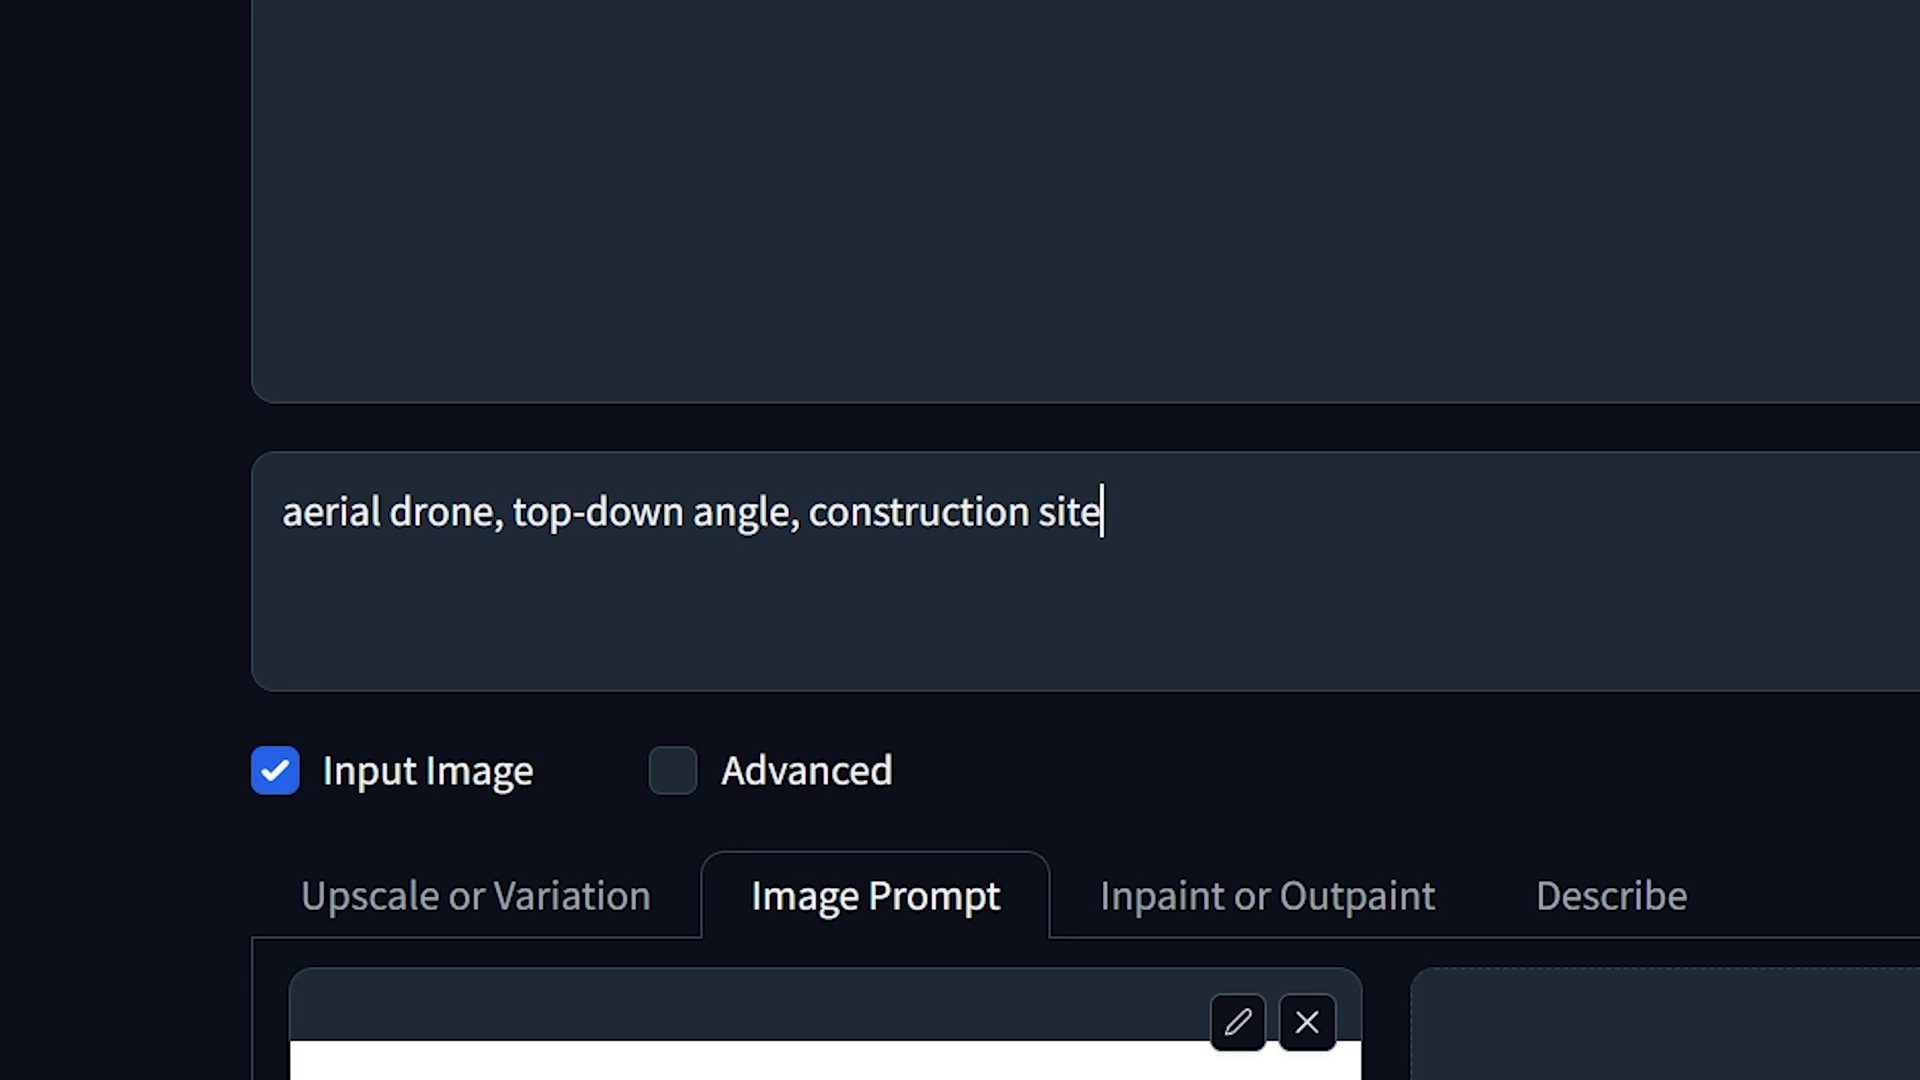 aerial drone, top-down angle, construction site
Input Image
Advanced
Upscale or Variation
Image Prompt
Inpaint or Outpaint
Describe